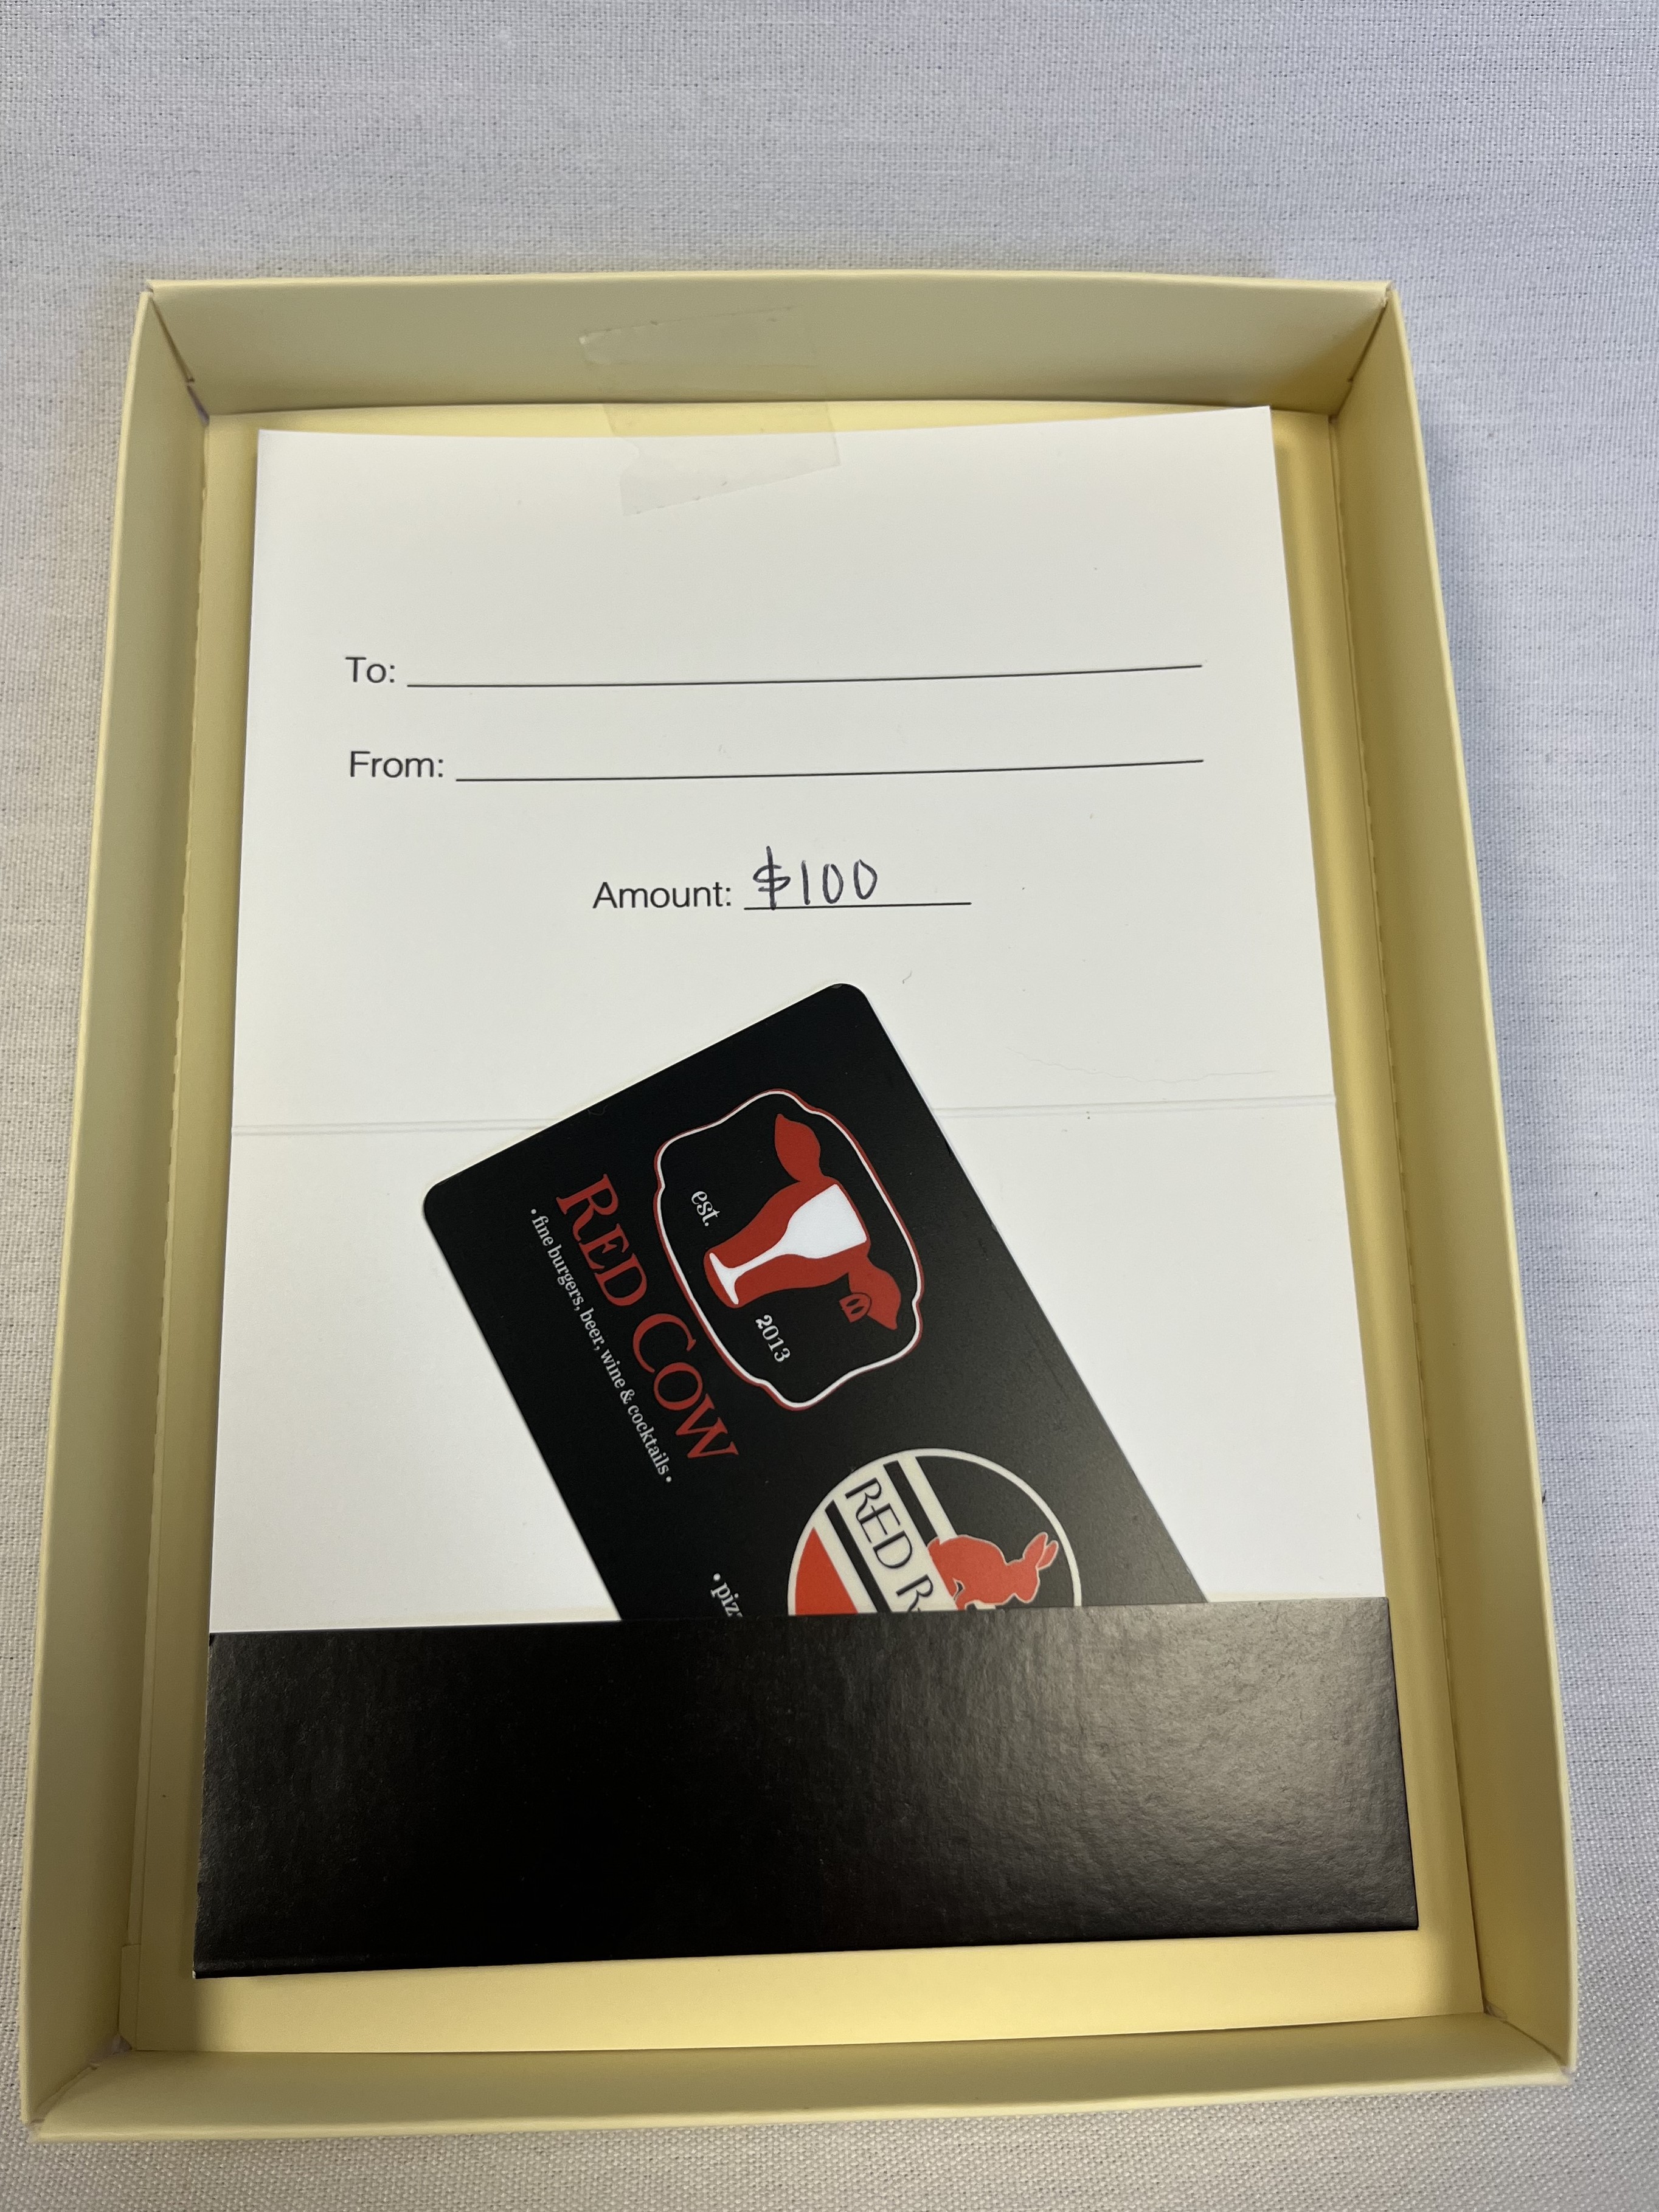 To:
From:
Amount: $100
est. 2013
RED COW
• fine burgers, beer, wine & cocktails •
RED